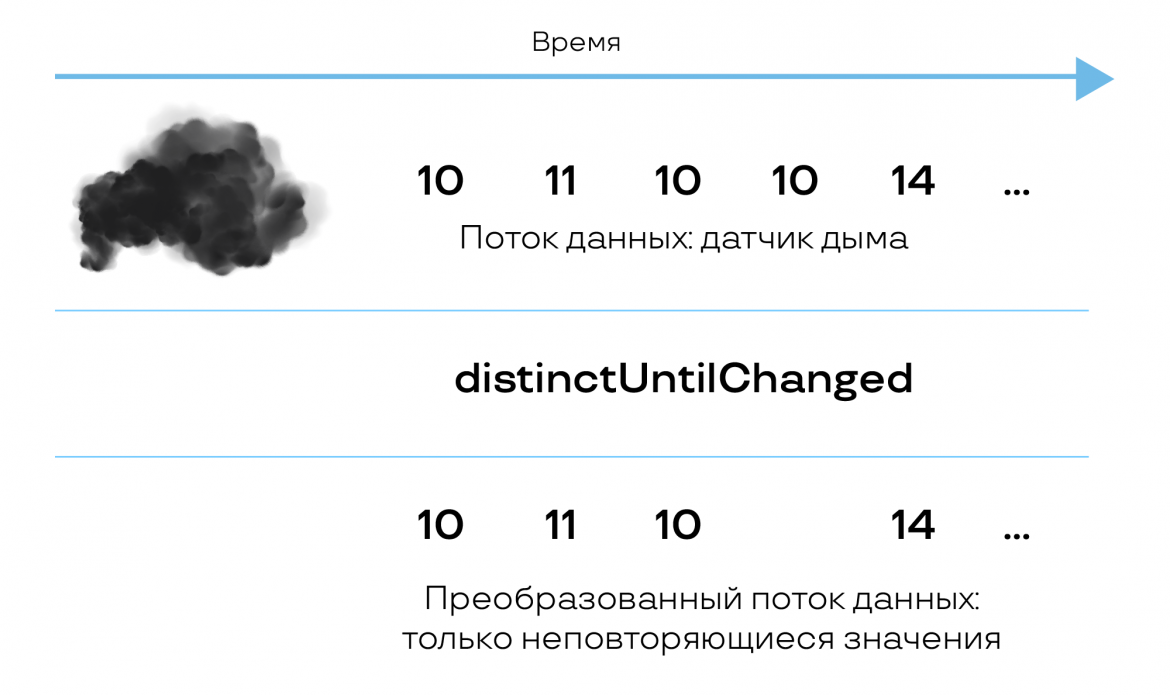 Время
10 11 10 10 14 ...
Поток данных: датчик дыма
distinctUntilChanged
10 11 10 14 ...
Преобразованный поток данных:
только неповторяющиеся значения